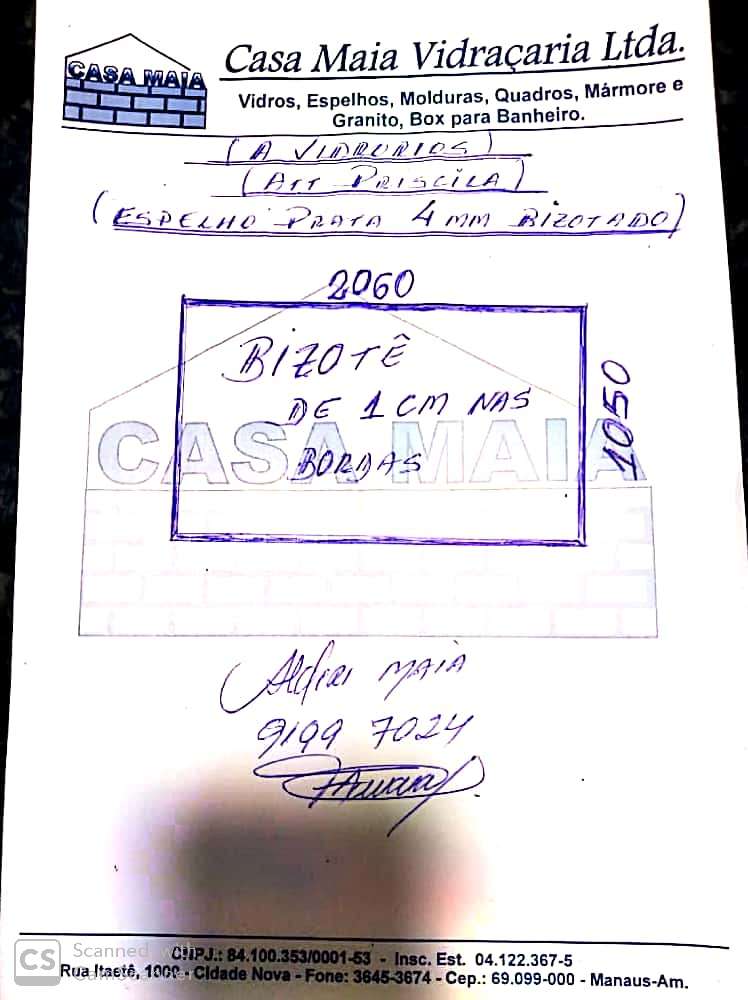 CASA MAIA
Casa Maia Vidraçaria Ltda.
Vidros, Espelhos, Molduras, Quadros, Mármore e
Granito, Box para Banheiro.
(A VIDRORIOS)
(ATT PRISCILA)
(ESPELHO PRATA 4 MM BIZOTADO)
2060
BIZOTÊ
DE 1 CM NAS
BORDAS
1050
CASA MAIA
MAIA
9199 7024
CNPJ.: 84.100.353/0001-53 - Insc. Est. 04.122.367-5
Rua Itaetê, 1000 - Cidade Nova - Fone: 3645-3674 - Cep.: 69.099-000 - Manaus-Am.
CS Scanned with
CamScanner